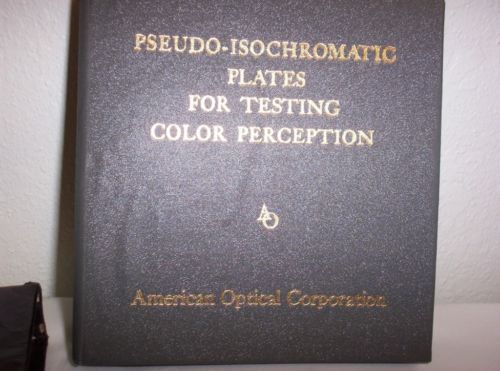 PSEUDO-ISOCHROMATIC
PLATES
FOR TESTING
COLOR PERCEPTION
AO
American Optical Corporation